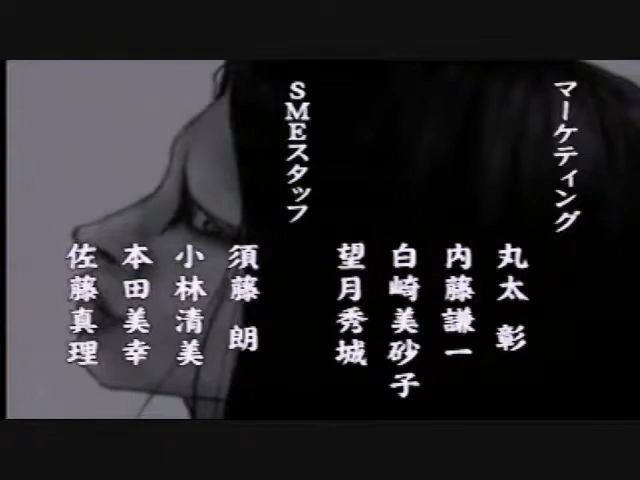 マーケティング
丸太 彰
内藤謙一
白崎美砂子
望月秀城
SMEスタッフ
須藤 朗
小林清美
本田美幸
佐藤真理